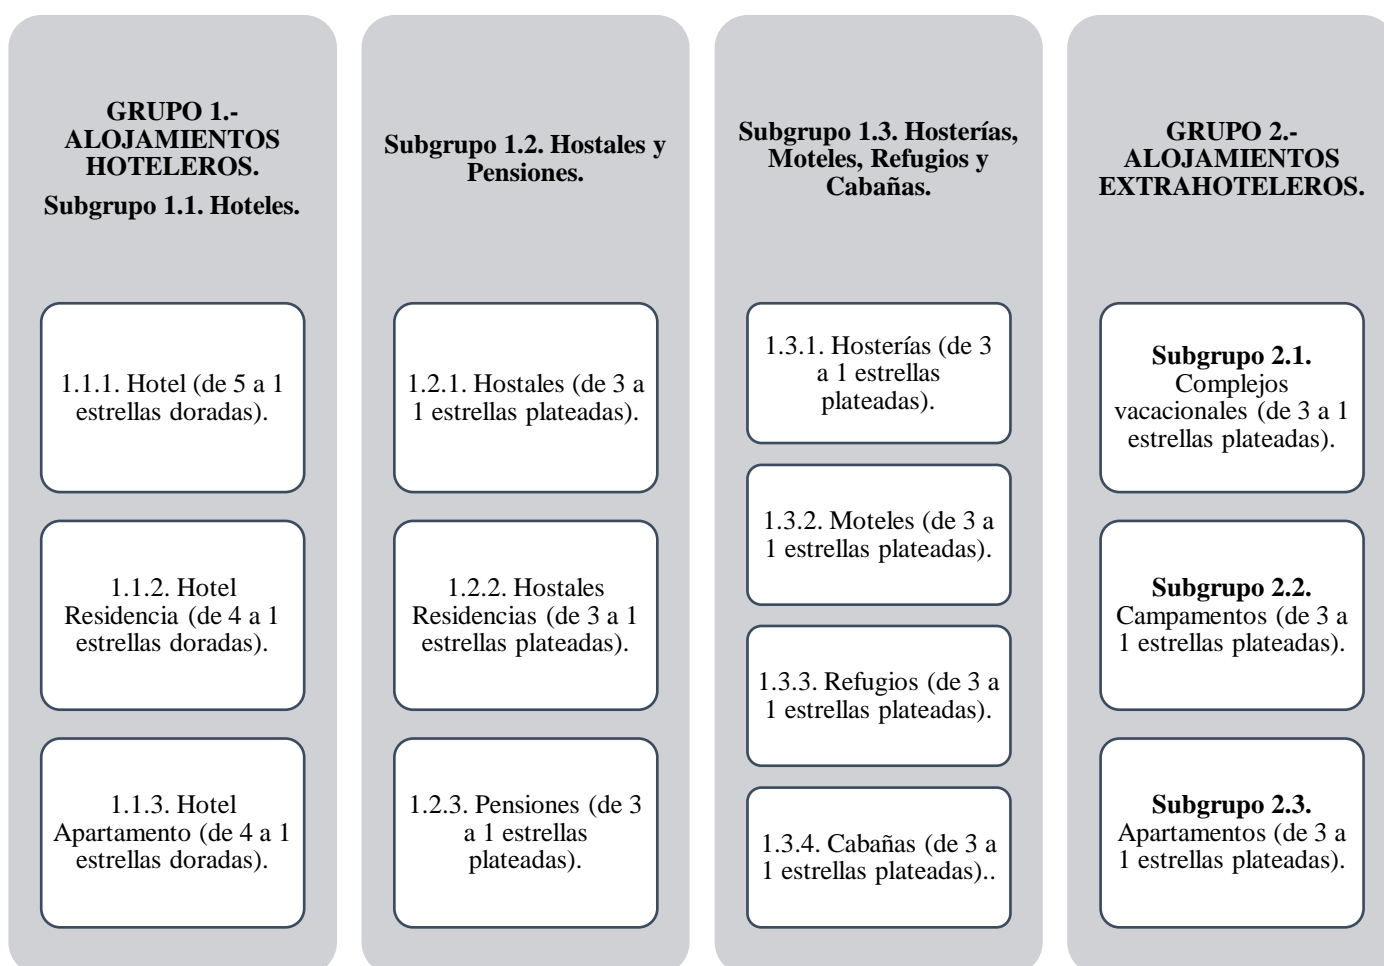 GRUPO 1.-
ALOJAMIENTOS
HOTELEROS.
Subgrupo 1.1. Hoteles.
1.1.1. Hotel (de 5 a 1
estrellas doradas).
1.1.2. Hotel
Residencia (de 4 a 1
estrellas doradas).
1.1.3. Hotel
Apartamento (de 4 a 1
estrellas doradas).
Subgrupo 1.2. Hostales y
Pensiones.
1.2.1. Hostales (de 3 a
1 estrellas plateadas).
1.2.2. Hostales
Residencias (de 3 a 1
estrellas plateadas).
1.2.3. Pensiones (de 3
a 1 estrellas
plateadas).
Subgrupo 1.3. Hosterías,
Moteles, Refugios y
Cabañas.
1.3.1. Hosterías (de 3
a 1 estrellas
plateadas).
1.3.2. Moteles (de 3 a
1 estrellas plateadas).
1.3.3. Refugios (de 3 a
1 estrellas plateadas).
1.3.4. Cabañas (de 3 a
1 estrellas plateadas)..
GRUPO 2.-
ALOJAMIENTOS
EXTRAHOTELEROS.
Subgrupo 2.1.
Complejos
vacacionales (de 3 a 1
estrellas plateadas).
Subgrupo 2.2.
Campamentos (de 3 a
1 estrellas plateadas).
Subgrupo 2.3.
Apartamentos (de 3 a
1 estrellas plateadas).